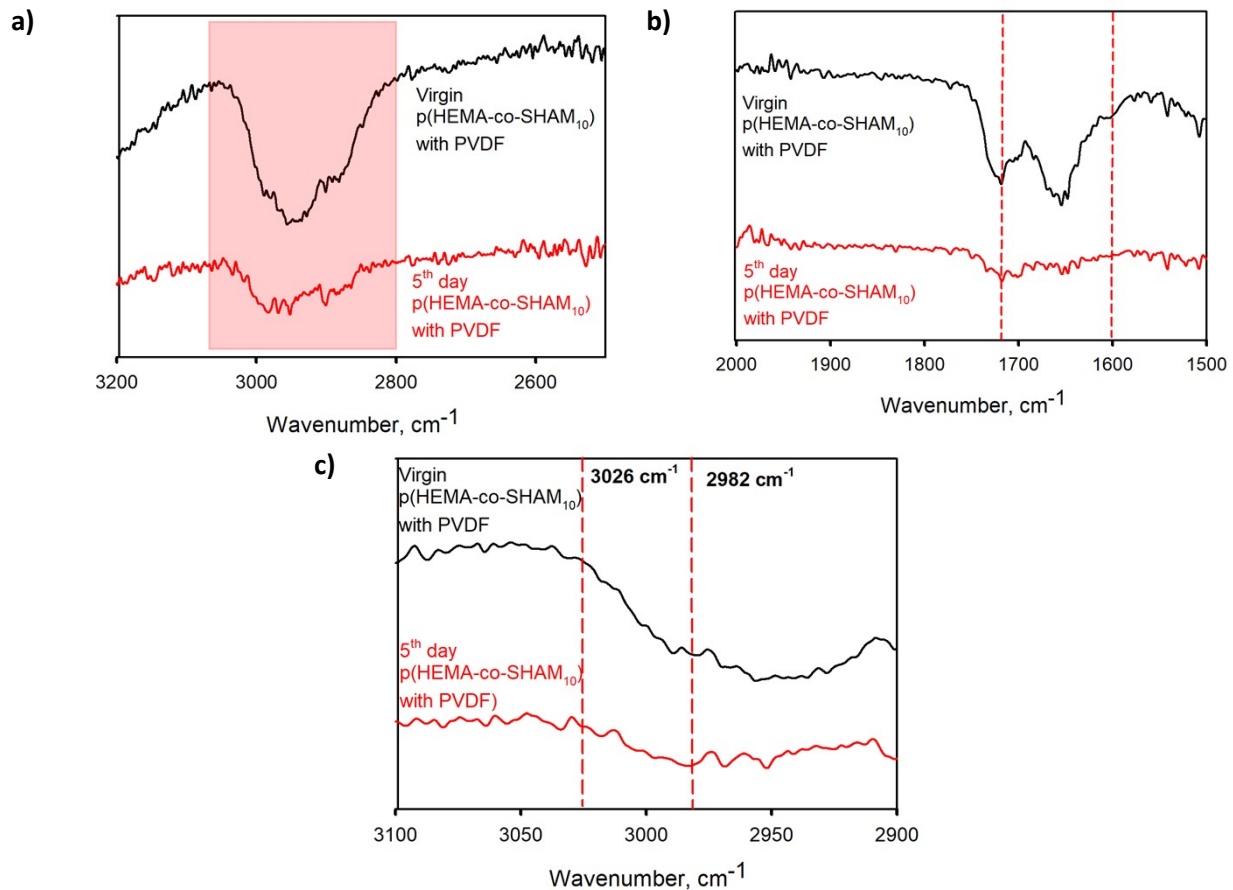 a)
Virgin
p(HEMA-co-SHAM₁₀)
with PVDF
5ᵗʰ day
p(HEMA-co-SHAM₁₀)
with PVDF
3200 3000 2800 2600
Wavenumber, cm⁻¹
b)
Virgin
p(HEMA-co-SHAM₁₀)
with PVDF
5ᵗʰ day
p(HEMA-co-SHAM₁₀)
with PVDF
2000 1900 1800 1700 1600 1500
Wavenumber, cm⁻¹
c)
3026 cm⁻¹ 2982 cm⁻¹
Virgin
p(HEMA-co-SHAM₁₀)
with PVDF
5ᵗʰ day
p(HEMA-co-SHAM₁₀)
with PVDF)
3100 3050 3000 2950 2900
Wavenumber, cm⁻¹